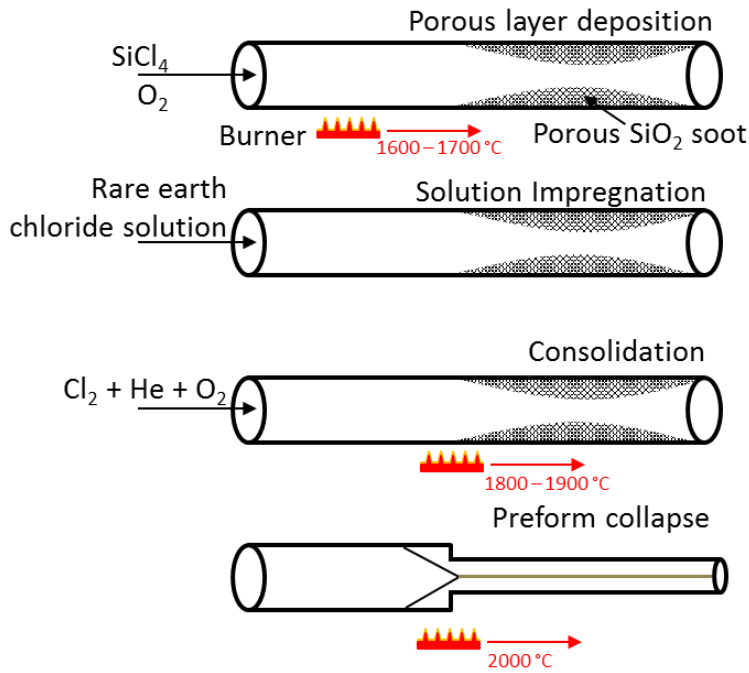 Porous layer deposition
SiCl₄
O₂
Burner
1600–1700 °C
Porous SiO₂ soot
Rare earth
chloride solution
Solution Impregnation
Consolidation
Cl₂ + He + O₂
1800–1900 °C
Preform collapse
2000 °C